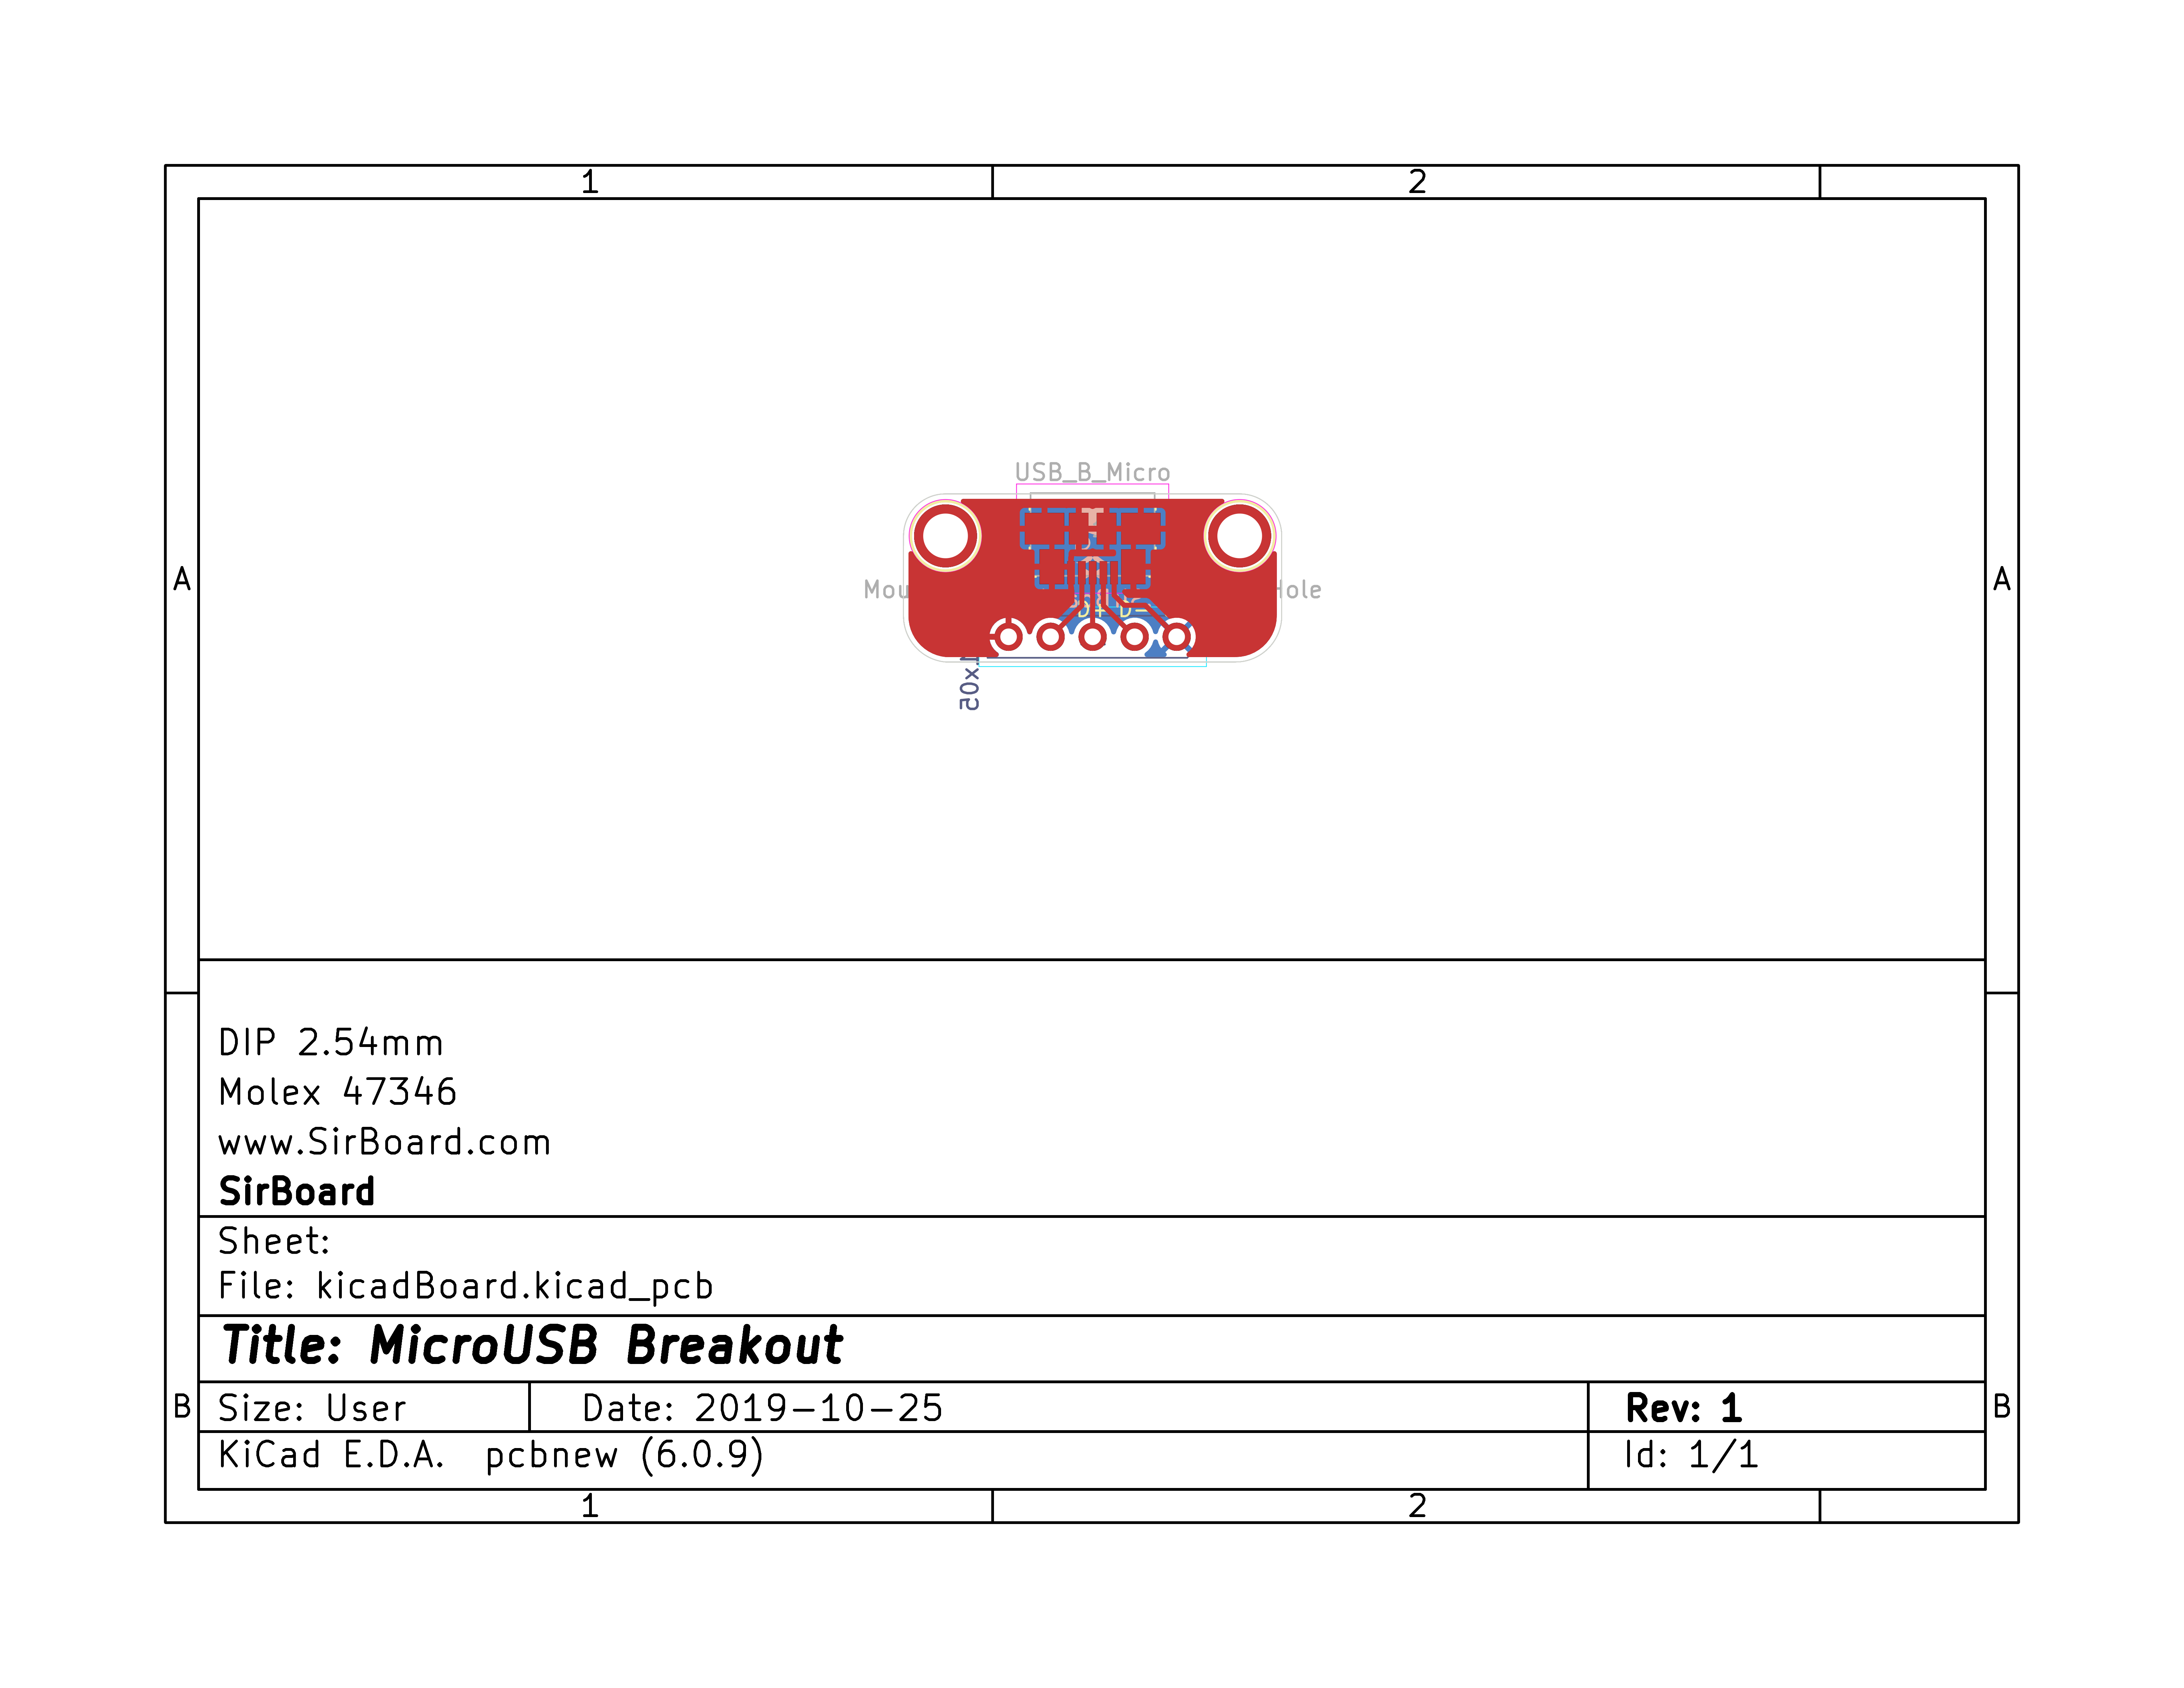 1 2
USB_B_Micro
A A
Mou Hole
D+ D-
1x05
DIP 2.54mm
Molex 47346
www.SirBoard.com
SirBoard
Sheet:
File: kicadBoard.kicad_pcb
Title: MicroUSB Breakout
B B
Size: User Date: 2019-10-25 Rev: 1
KiCad E.D.A. pcbnew (6.0.9) Id: 1/1
1 2